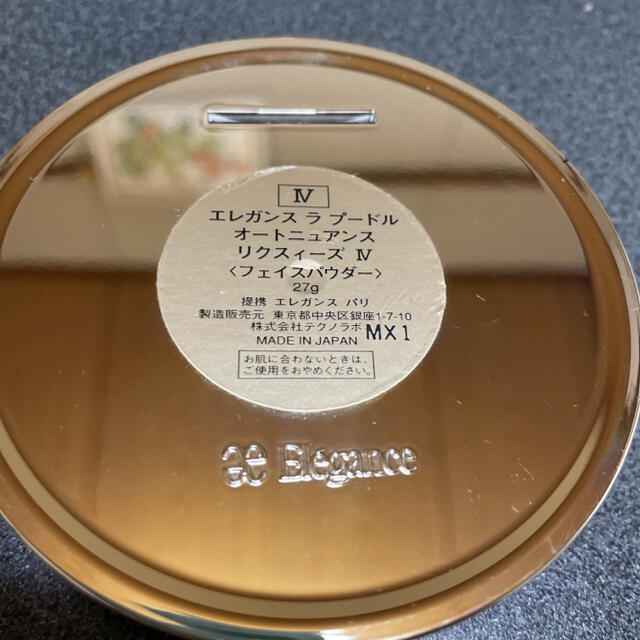 IV
エレガンス ラ プードル
オートニュアンス
リクスィーズ IV
〈フェイスパウダー〉
27g
提携 エレガンス パリ
製造販売元 東京都中央区銀座1-7-10
株式会社テクノラボ MX1
MADE IN JAPAN
お肌に合わないときは、
ご使用をおやめください。
Elégance